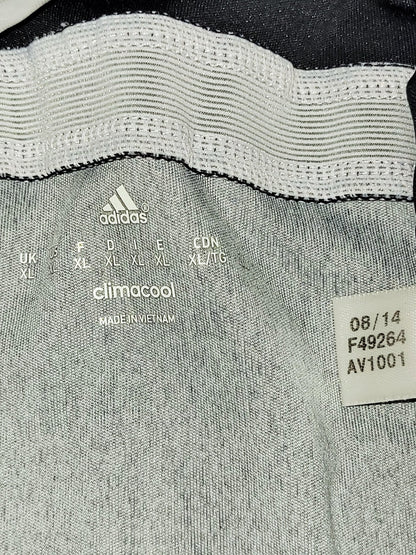 adidas
UK F D I E CDN
XL XL XL XL XL XL/TG
climacool
MADE IN VIETNAM
08/14
F49264
AV1001